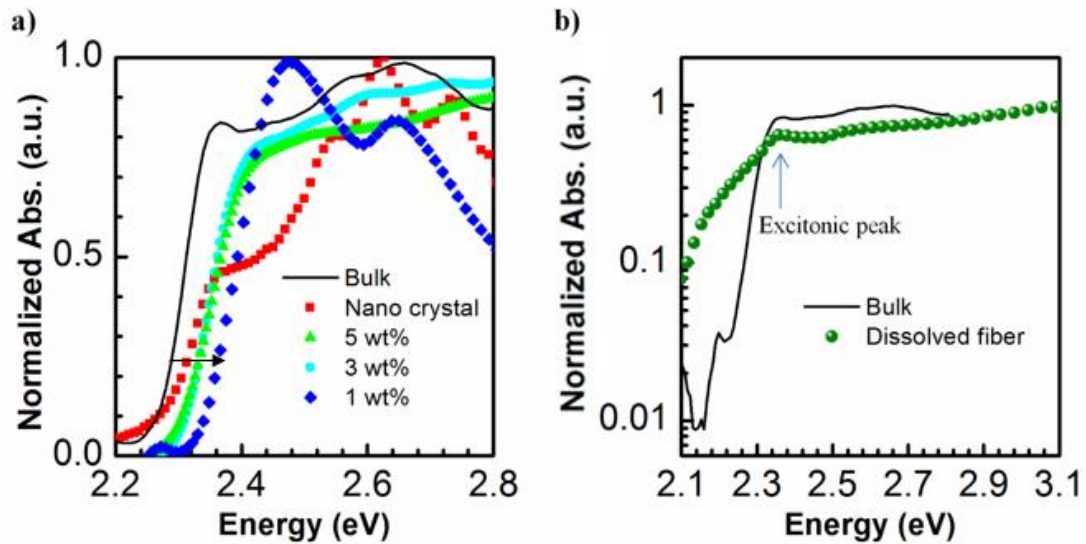 a)
Normalized Abs. (a.u.)
1.0
0.5
0.0
Bulk
Nano crystal
5 wt%
3 wt%
1 wt%
2.2 2.4 2.6 2.8
Energy (eV)
b)
Normalized Abs. (a.u.)
1
0.1
0.01
Excitonic peak
Bulk
Dissolved fiber
2.1 2.3 2.5 2.7 2.9 3.1
Energy (eV)